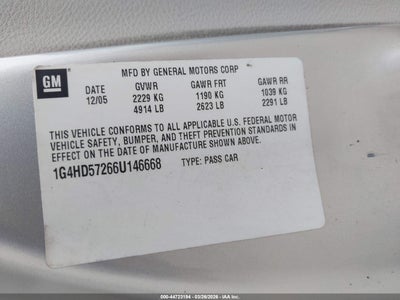 GM
MFD BY GENERAL MOTORS CORP
DATE GVWR GAWR FRT GAWR RR
12/05 2229 KG 1190 KG 1039 KG
4914 LB 2623 LB 2291 LB
THIS VEHICLE CONFORMS TO ALL APPLICABLE U.S. FEDERAL MOTOR
VEHICLE SAFETY, BUMPER, AND THEFT PREVENTION STANDARDS IN
EFFECT ON THE DATE OF MANUFACTURE SHOWN ABOVE.
1G4HD57266U146668 TYPE: PASS CAR
000-44723194 - 03/26/2026 - IAA, Inc.